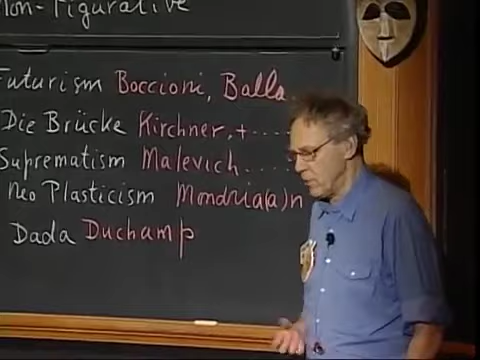 Non-Figurative
Futurism Boccioni, Balla...
Die Brücke Kirchner, +....
Suprematism Malevich.....
Neo Plasticism Mondria(a)n
Dada Duchamp